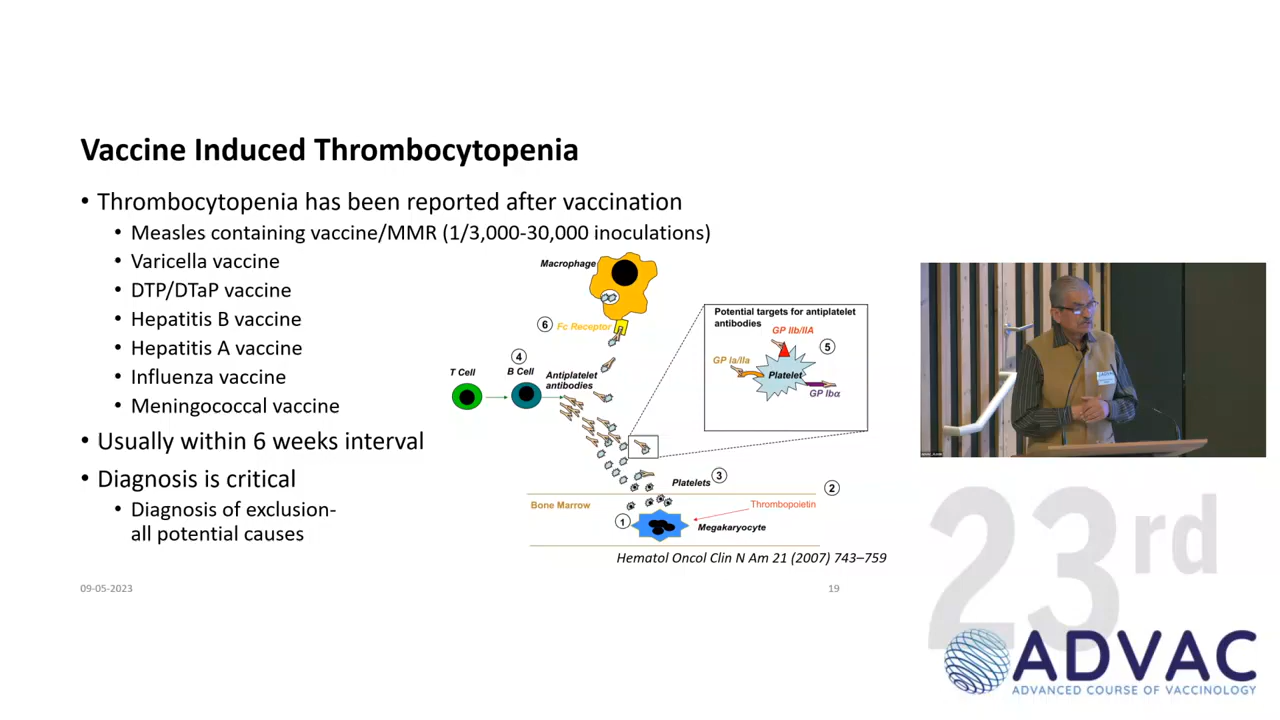 Vaccine Induced Thrombocytopenia
• Thrombocytopenia has been reported after vaccination
• Measles containing vaccine/MMR (1/3,000-30,000 inoculations)
• Varicella vaccine
• DTP/DTaP vaccine
• Hepatitis B vaccine
• Hepatitis A vaccine
• Influenza vaccine
• Meningococcal vaccine
• Usually within 6 weeks interval
• Diagnosis is critical
• Diagnosis of exclusion-
all potential causes
Macrophage
6 Fc Receptor
4
T Cell
B Cell
Antiplatelet
antibodies
Potential targets for antiplatelet
antibodies
GP IIb/IIA
5
GP Ia/IIa
Platelet
GP Ibα
Platelets 3
2
Bone Marrow
Thrombopoietin
1
Megakaryocyte
Hematol Oncol Clin N Am 21 (2007) 743–759
09-05-2023
19
23rd
ADVAC
ADVANCED COURSE OF VACCINOLOGY